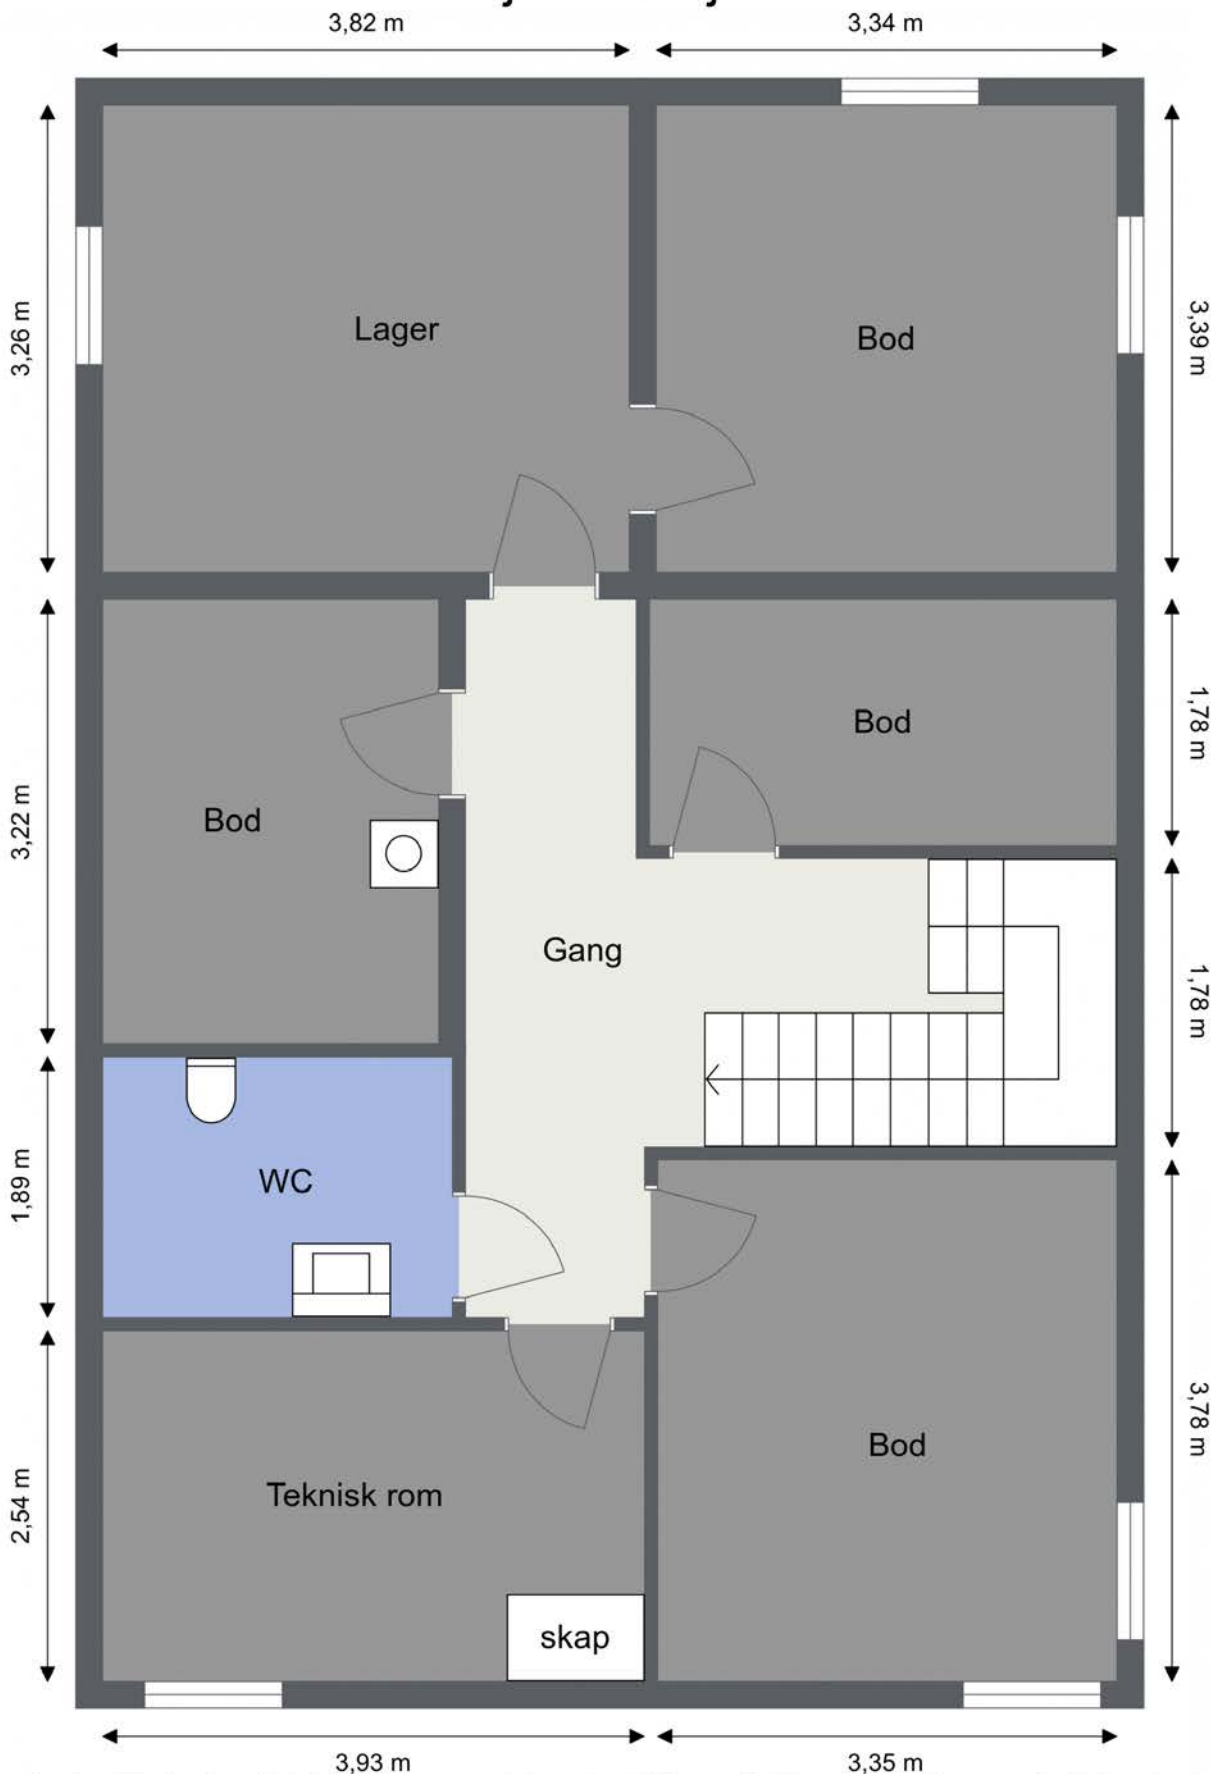 3,82 m
3,34 m
3,26 m
Lager
Bod
3,39 m
Bod
1,78 m
3,22 m
Bod
Gang
1,78 m
1,89 m
WC
3,78 m
Bod
2,54 m
Teknisk rom
skap
3,93 m
3,35 m